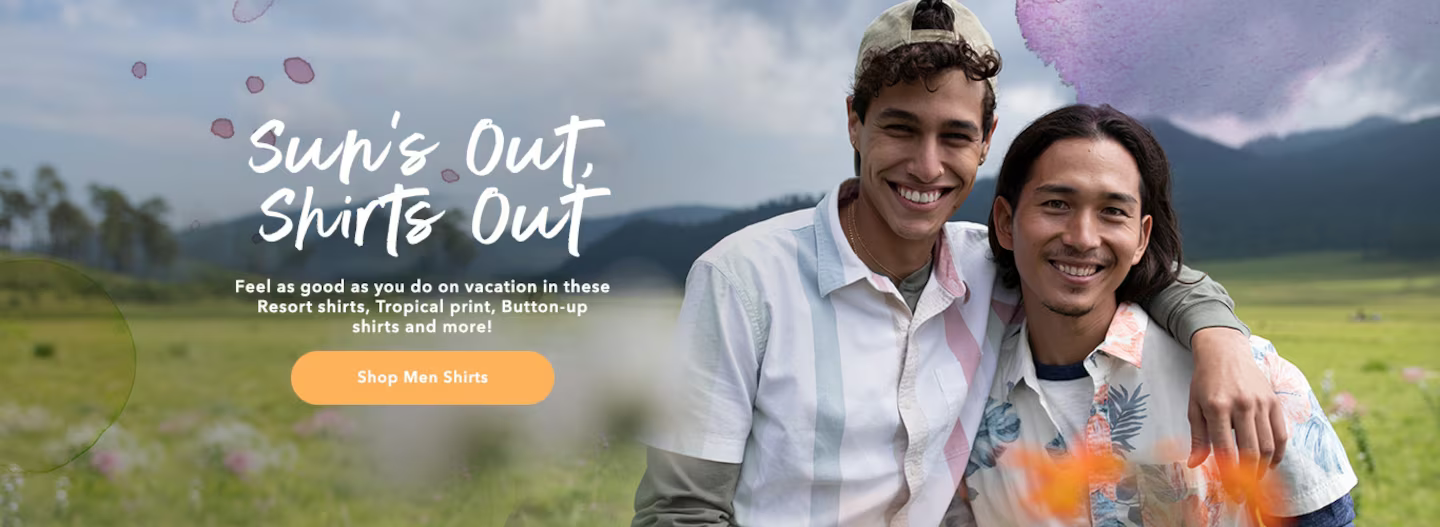 Sun's Out,
Shirts Out
Feel as good as you do on vacation in these
Resort shirts, Tropical print, Button-up
shirts and more!
Shop Men Shirts